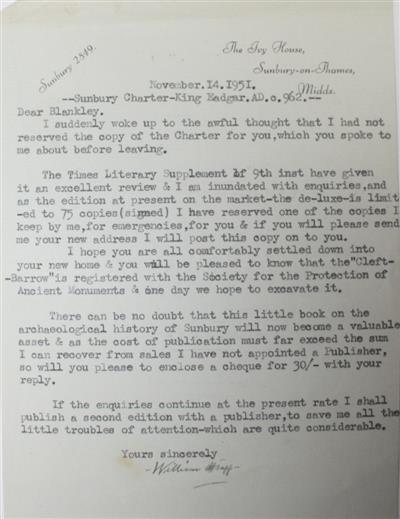 Sunbury 2849.
The Ivy House,
Sunbury-on-Thames,
Middx.
November.14.1951.
--Sunbury Charter-King Eadgar.AD.c.962.--
Dear Blankley.
I suddenly woke up to the awful thought that I had not
reserved the copy of the Charter for you,which you spoke to
me about before leaving.
The Times Literary Supplement of 9th inst have given
it an excellent review & I am inundated with enquiries,and
as the edition at present on the market-the de-luxe-is limit
-ed to 75 copies(signed) I have reserved one of the copies I
keep by me,for emergencies,for you & if you will please send
me your new address I will post this copy on to you.
I hope you are all comfortably settled down into
your new home & you will be pleased to know that the"Cleft-
-Barrow"is registered with the Society for the Protection of
Ancient Monuments & one day we hope to excavate it.
There can be no doubt that this little book on the
archaeological history of Sunbury will now become a valuable
asset & as the cost of publication must far exceed the sum
I can recover from sales I have not appointed a Publisher,
so will you please to enclose a cheque for 30/- with your
reply.
If the enquiries continue at the present rate I shall
publish a second edition with a publisher,to save me all the
little troubles of attention-which are quite considerable.
Yours sincerely
-William